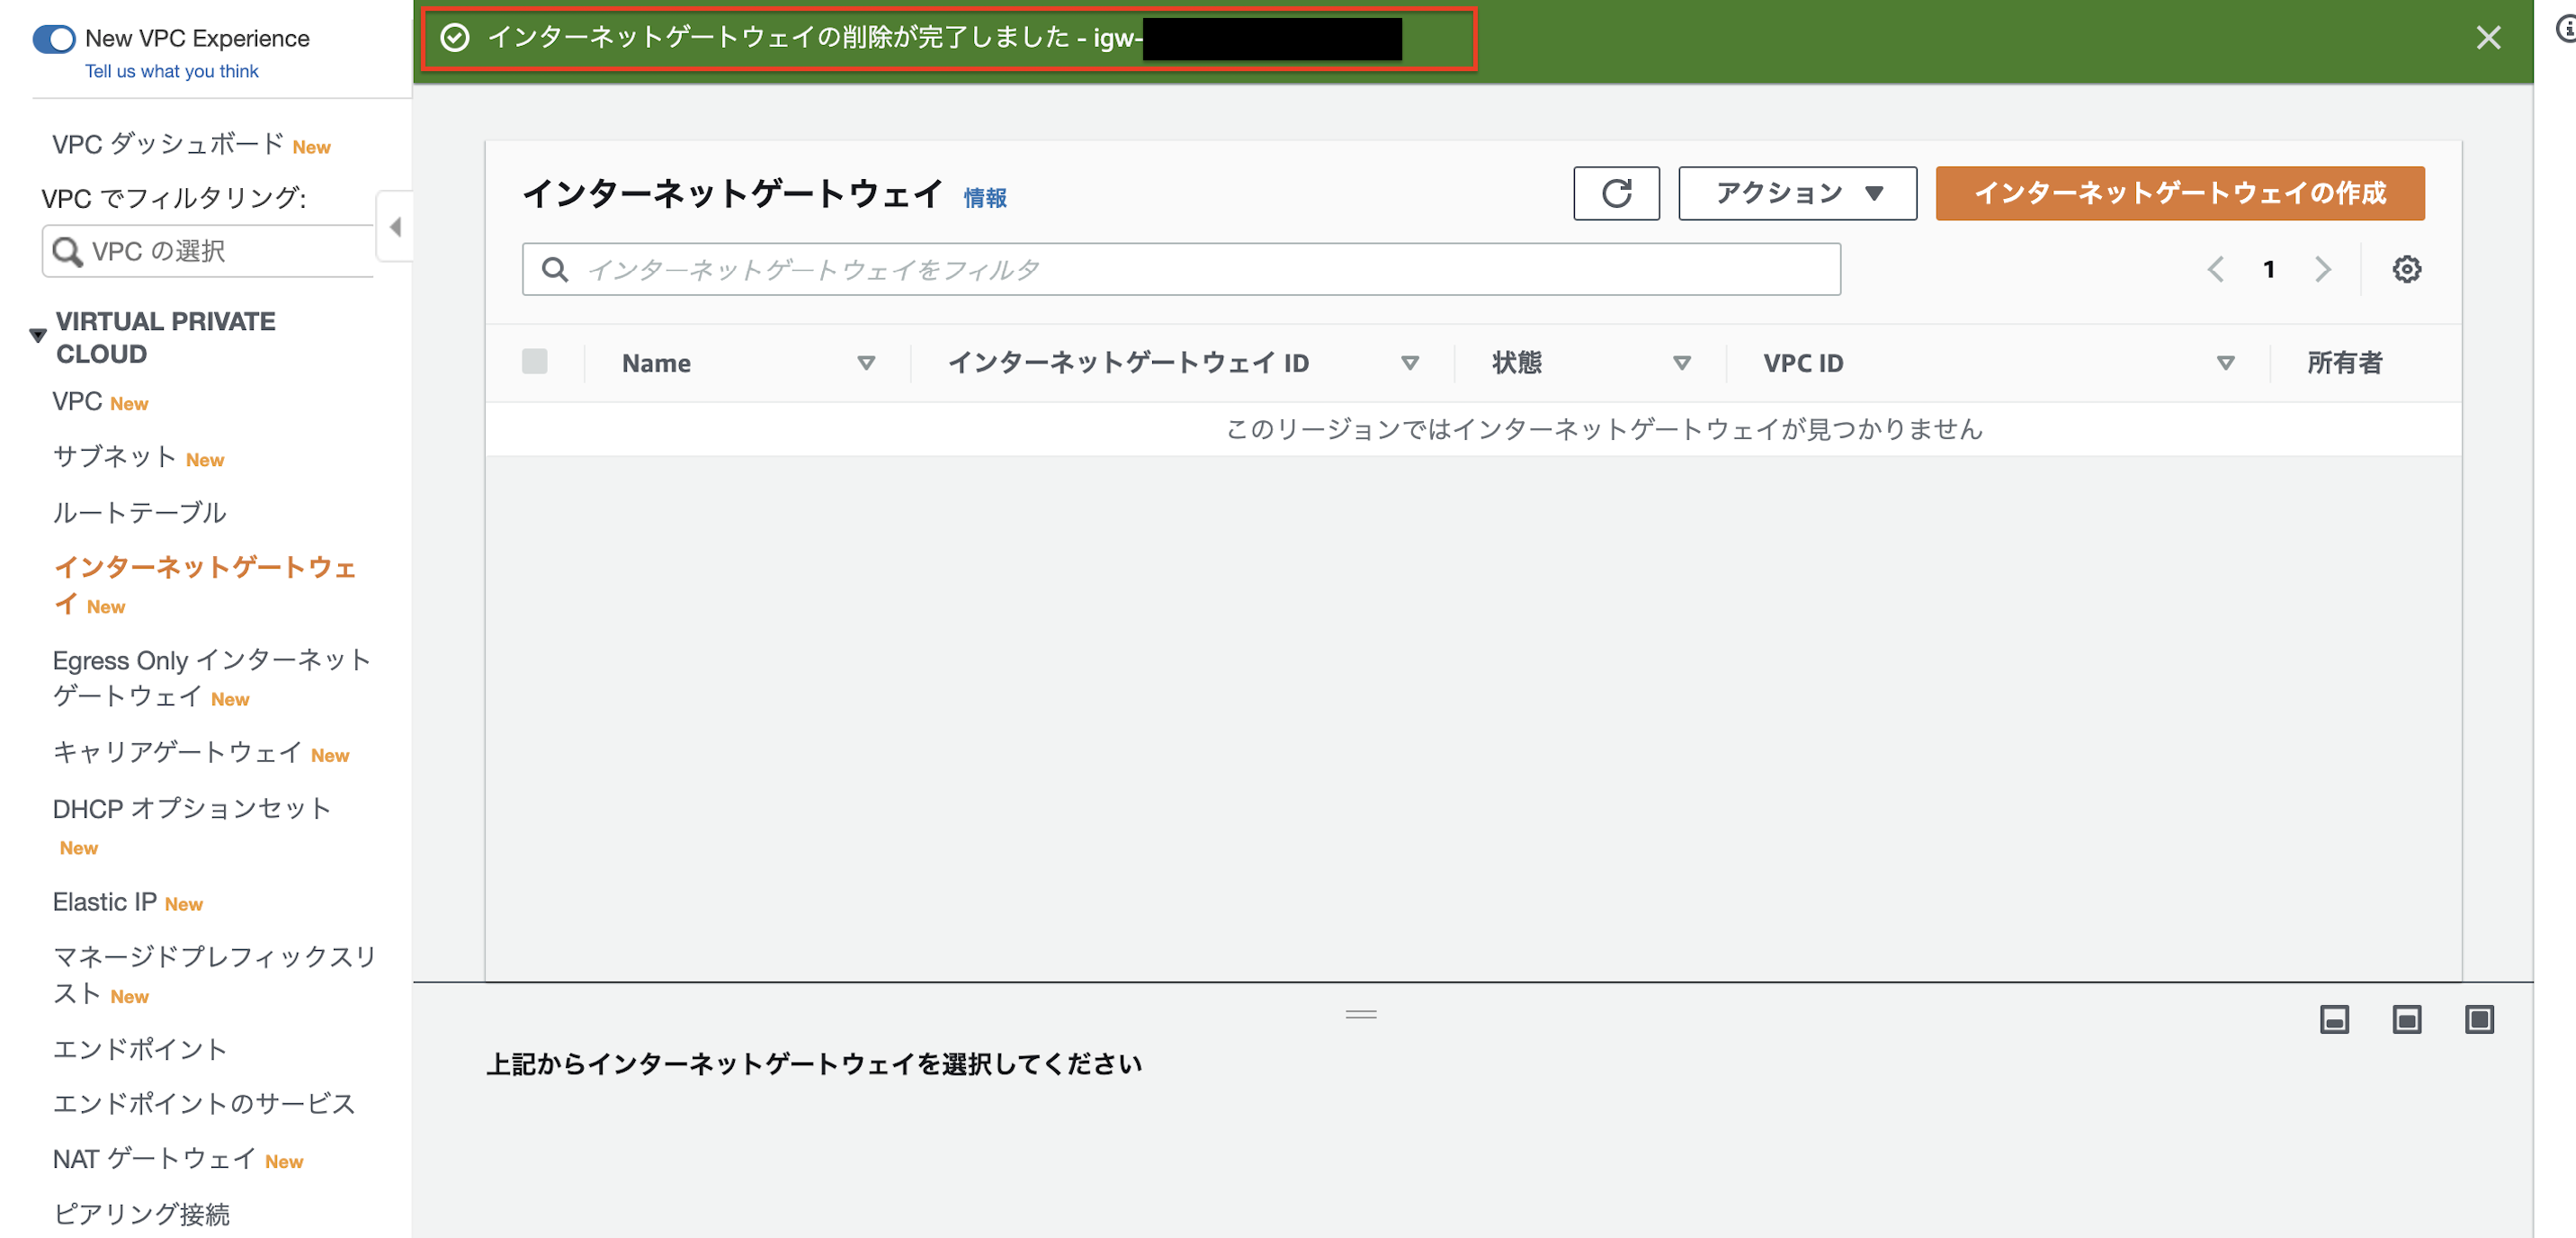 New VPC Experience
Tell us what you think
VPC ダッシュボード New
VPC でフィルタリング:
VPC の選択
VIRTUAL PRIVATE
CLOUD
VPC New
サブネット New
ルートテーブル
インターネットゲートウェ
イ New
Egress Only インターネット
ゲートウェイ New
キャリアゲートウェイ New
DHCP オプションセット
New
Elastic IP New
マネージドプレフィックスリ
スト New
エンドポイント
エンドポイントのサービス
NAT ゲートウェイ New
ピアリング接続
インターネットゲートウェイの削除が完了しました - igw-
インターネットゲートウェイ 情報
アクション
インターネットゲートウェイの作成
インターネットゲートウェイをフィルタ
1
Name インターネットゲートウェイ ID 状態 VPC ID 所有者
このリージョンではインターネットゲートウェイが見つかりません
上記からインターネットゲートウェイを選択してください